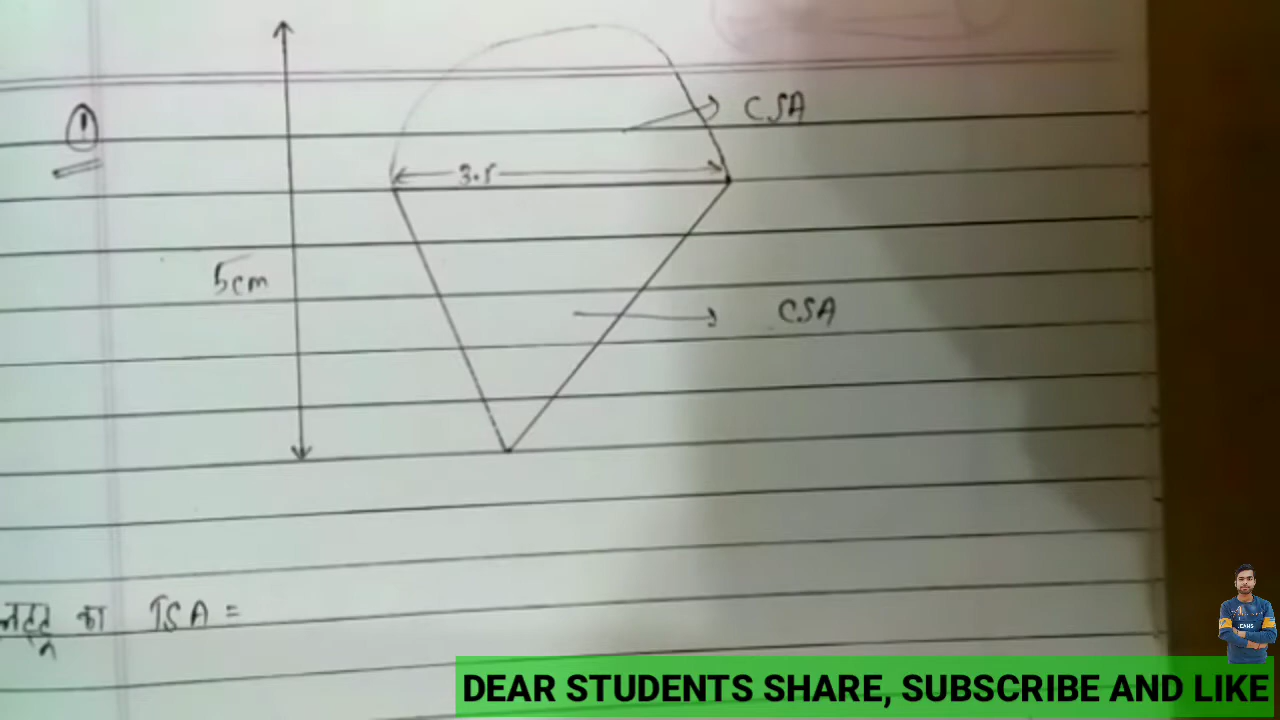 1
CSA
3.5
5cm
CSA
लट्टू का TSA =
DEAR STUDENTS SHARE, SUBSCRIBE AND LIKE